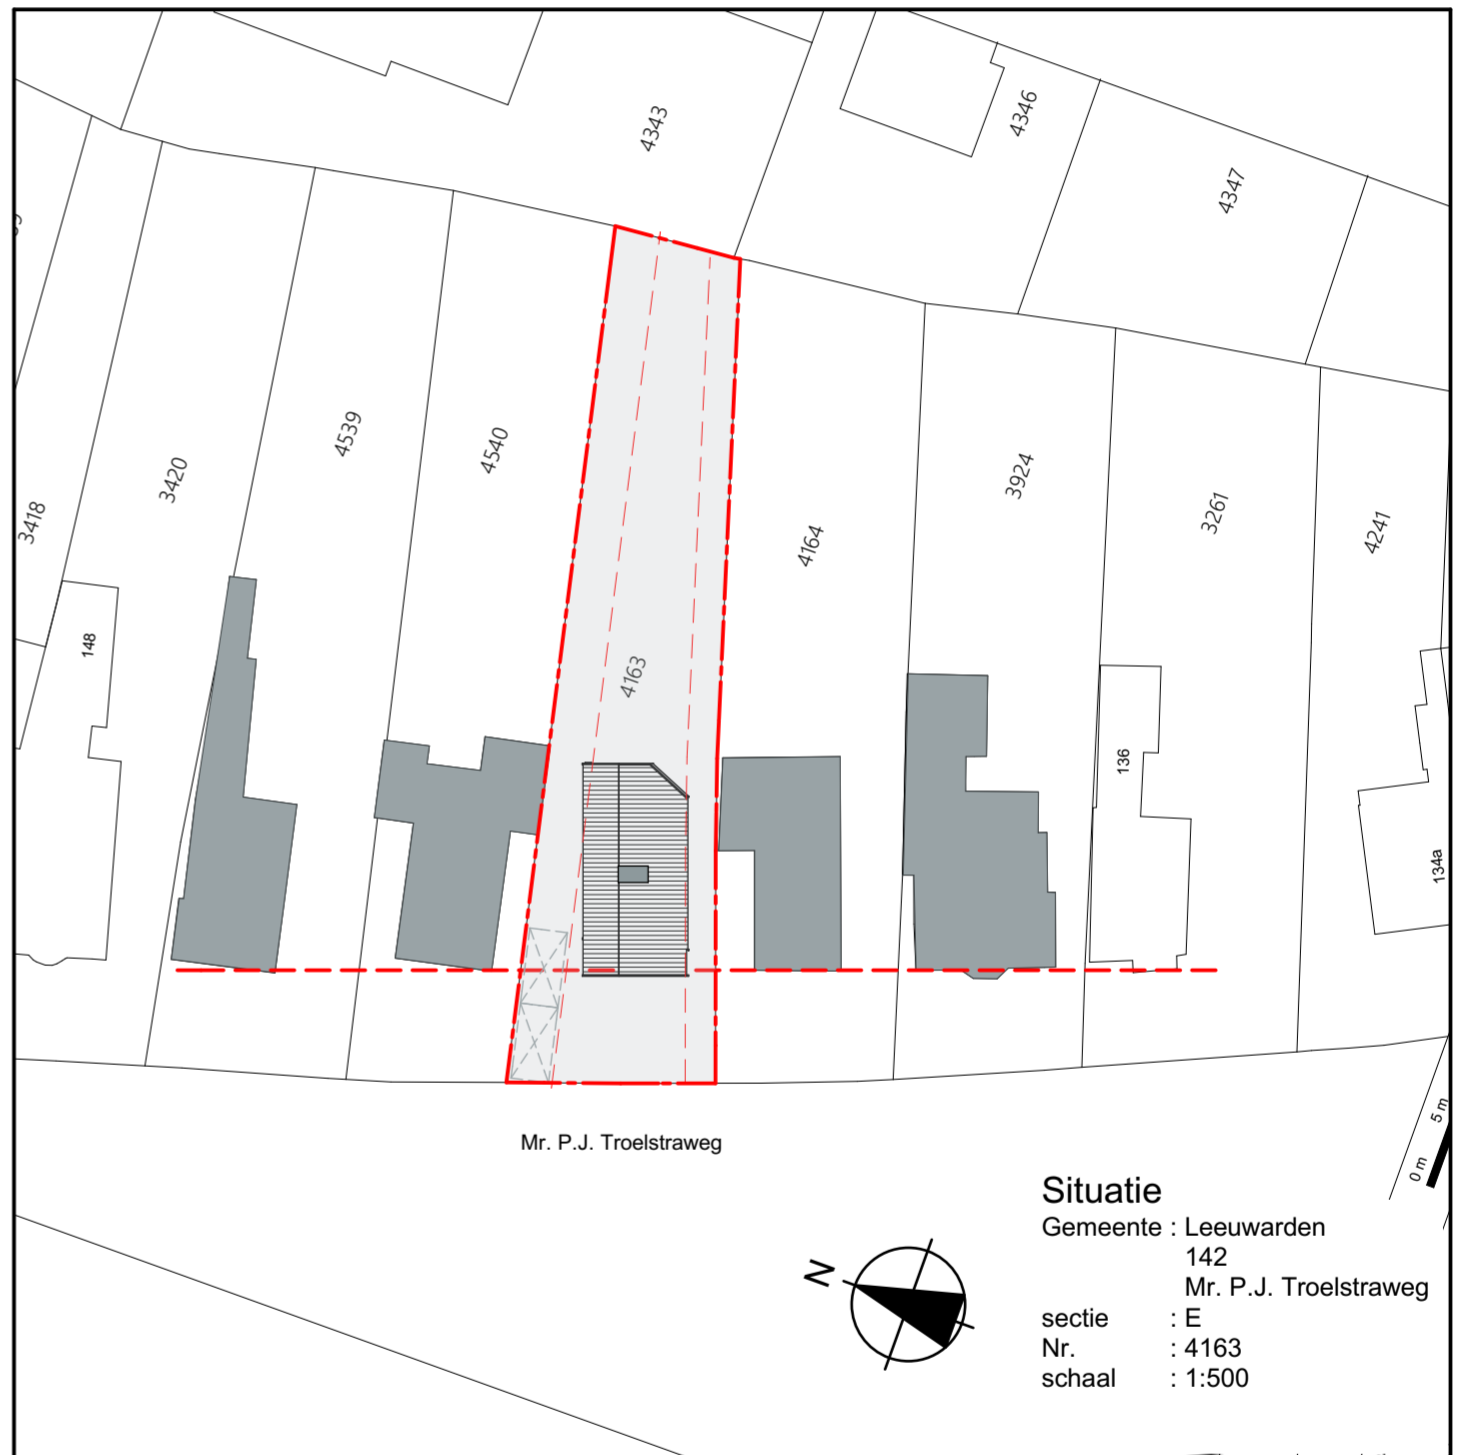 4343
4346
4347
3418
3420
4539
4540
4163
4164
3924
3261
4241
148
136
134a
Mr. P.J. Troelstraweg
5 m
0 m
N
Situatie
Gemeente : Leeuwarden
142
Mr. P.J. Troelstraweg
sectie : E
Nr. : 4163
schaal : 1:500